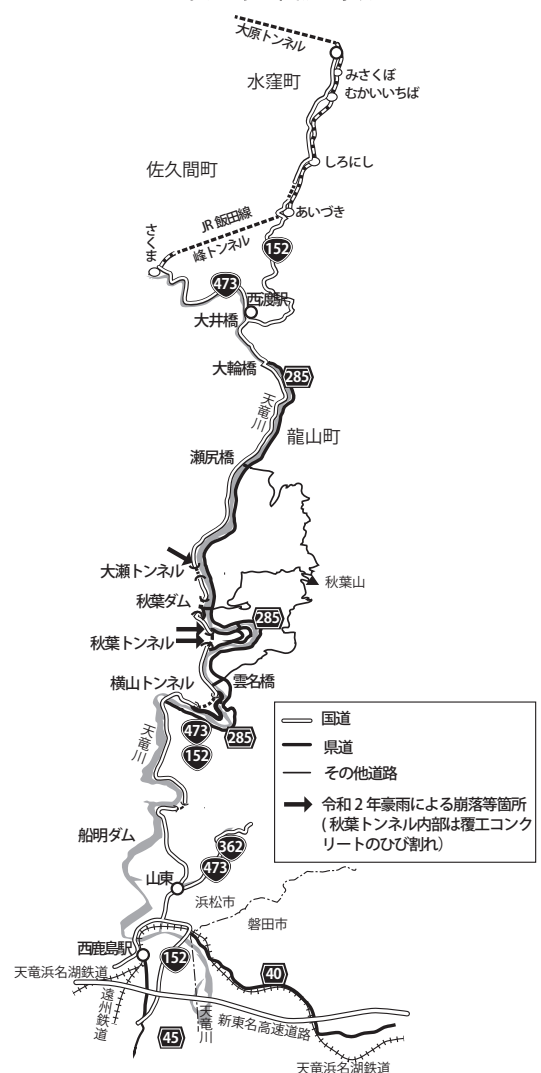 大原トンネル
水窪町
みさくぼ
むかいいちば
しろにし
佐久間町
あいづき
JR飯田線
峰トンネル
さくま
152
473
西渡駅
大井橋
大輪橋
285
天竜川
龍山町
瀬尻橋
大瀬トンネル
秋葉山
秋葉ダム
285
秋葉トンネル
横山トンネル
雲名橋
473
152
285
天竜川
国道
県道
その他道路
令和2年豪雨による崩落等箇所
(秋葉トンネル内部は覆工コンク
リートのひび割れ)
船明ダム
362
473
山東
浜松市
磐田市
西鹿島駅
152
天竜浜名湖鉄道
40
遠州鉄道
天竜川
新東名高速道路
45
天竜浜名湖鉄道